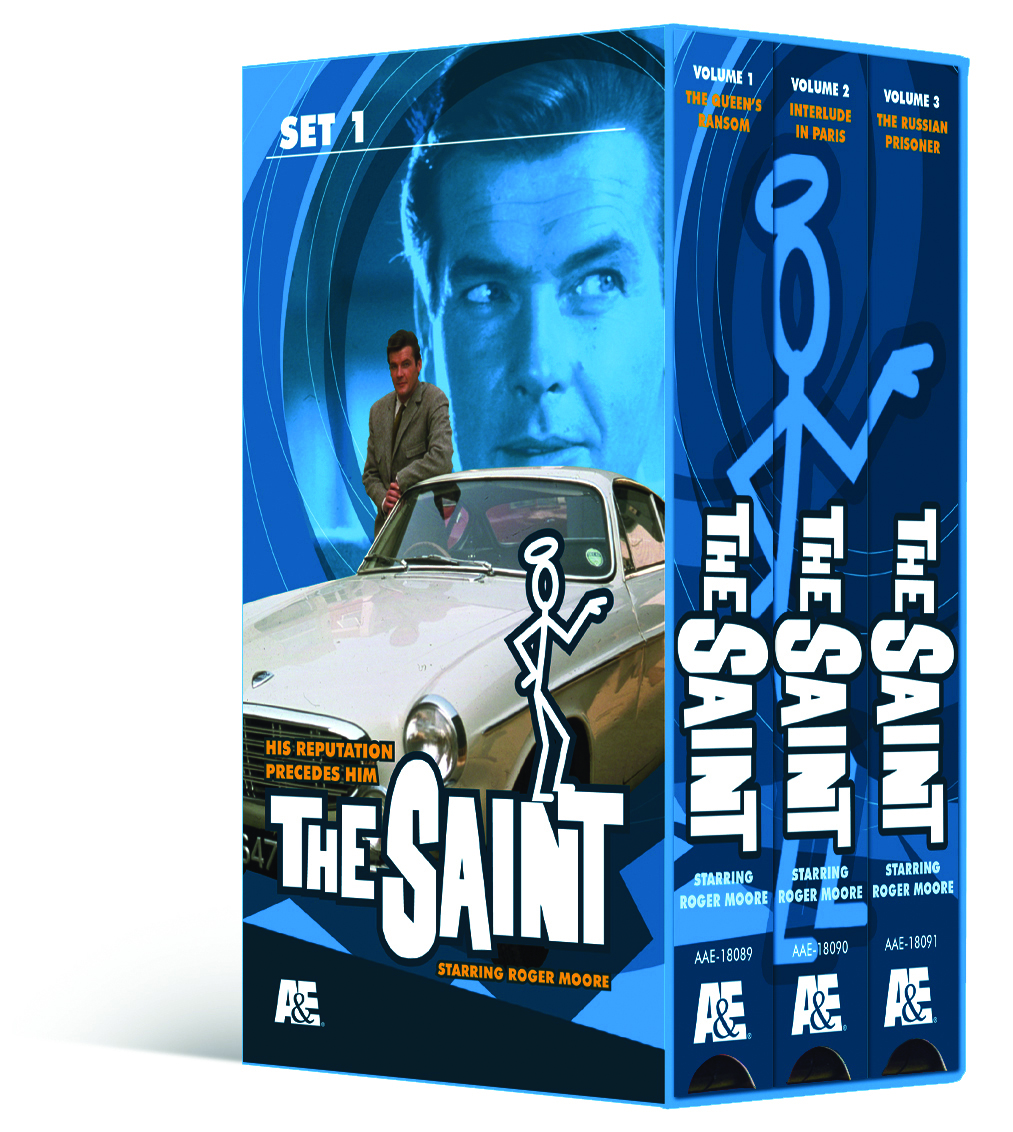 SET 1
HIS REPUTATION
PRECEDES HIM
647
THE SAINT
STARRING ROGER MOORE
A&E
VOLUME 1
THE QUEEN'S
RANSOM
THE SAINT
STARRING
ROGER MOORE
AAE-18089
A&E
VOLUME 2
INTERLUDE
IN PARIS
THE SAINT
STARRING
ROGER MOORE
AAE-18090
A&E
VOLUME 3
THE RUSSIAN
PRISONER
THE SAINT
STARRING
ROGER MOORE
AAE-18091
A&E